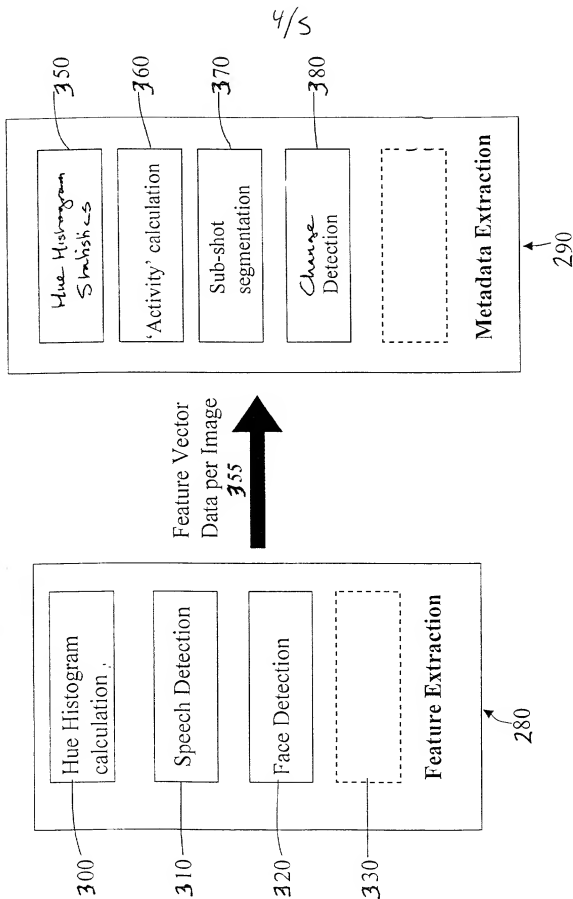 4/5
Hue Histogram
calculation
300
Speech Detection
310
Face Detection
320
330
Feature Extraction
280
Feature Vector
Data per Image
355
Hue Histogram
Statistics
350
'Activity' calculation
360
Sub-shot
segmentation
370
Change
Detection
380
Metadata Extraction
290